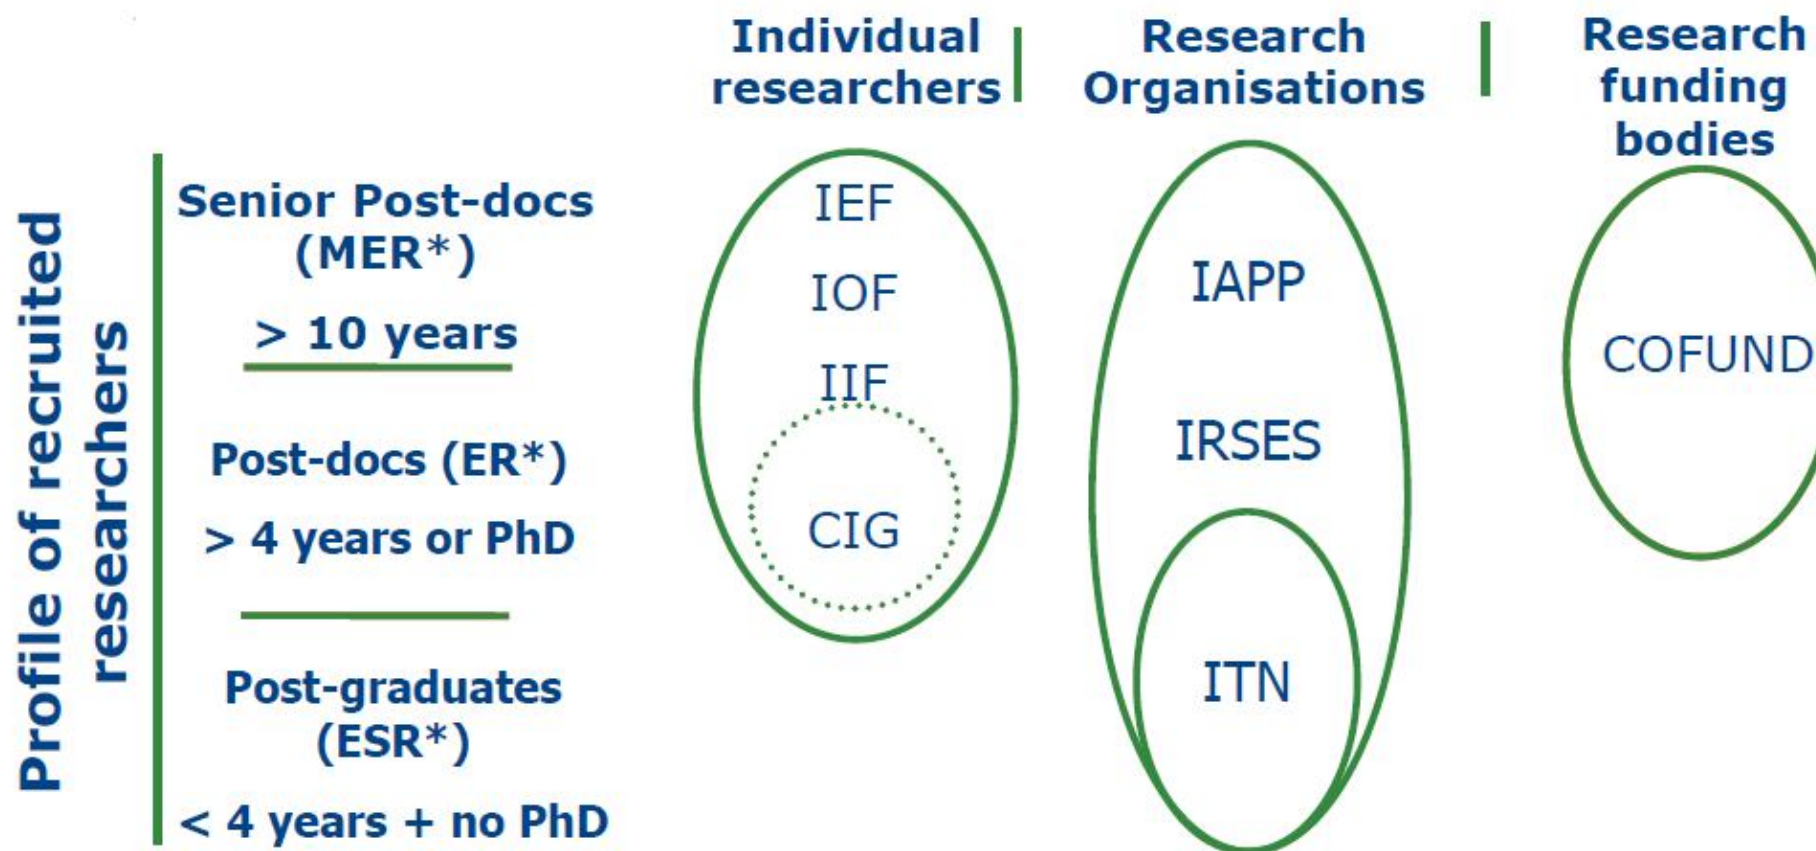 Individual
researchers
Research
Organisations
Research
funding
bodies
Profile of recruited
researchers
Senior Post-docs
(MER*)
> 10 years
Post-docs (ER*)
> 4 years or PhD
Post-graduates
(ESR*)
< 4 years + no PhD
IEF
IOF
IIF
CIG
IAPP
IRSES
ITN
COFUND